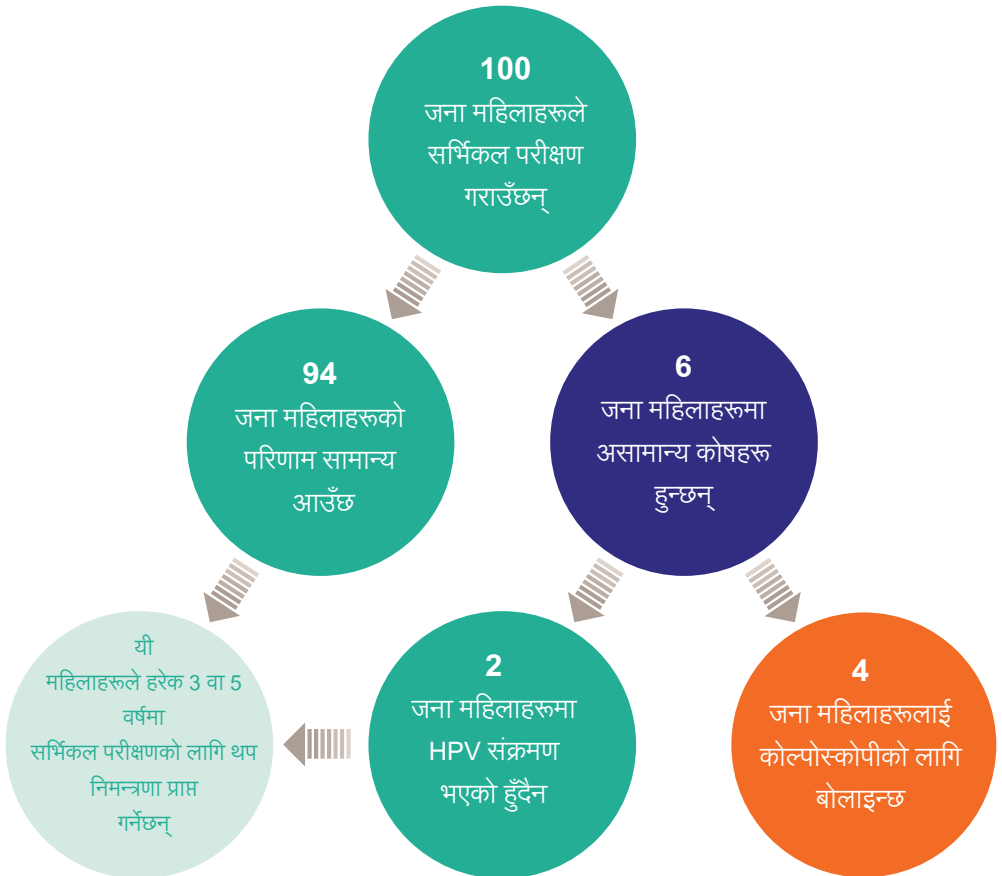 100
जना महिलाहरूले
सर्भिकल परीक्षण
गराउँछन्
94
जना महिलाहरूको
परिणाम सामान्य
आउँछ
6
जना महिलाहरूमा
असामान्य कोषहरू
हुन्छन्
यी
महिलाहरूले हरेक 3 वा 5
वर्षमा
सर्भिकल परीक्षणको लागि थप
निमन्त्रणा प्राप्त
गर्नेछन्
2
जना महिलाहरूमा
HPV संक्रमण
भएको हुँदैन
4
जना महिलाहरूलाई
कोल्पोस्कोपीको लागि
बोलाइन्छ